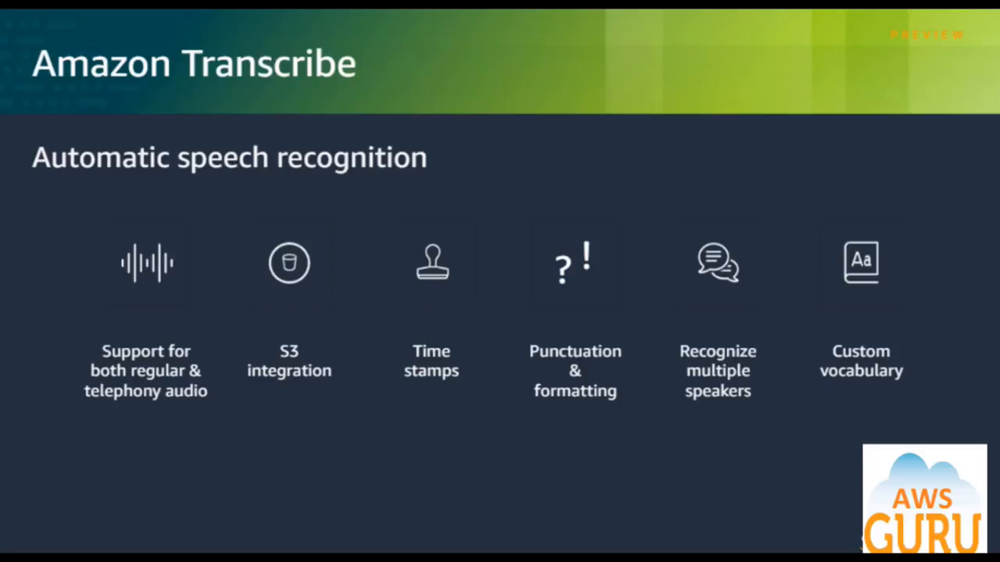 PREVIEW
Amazon Transcribe
Automatic speech recognition
? !
Aa
Support for
both regular &
telephony audio
S3
integration
Time
stamps
Punctuation
&
formatting
Recognize
multiple
speakers
Custom
vocabulary
AWS
GURU